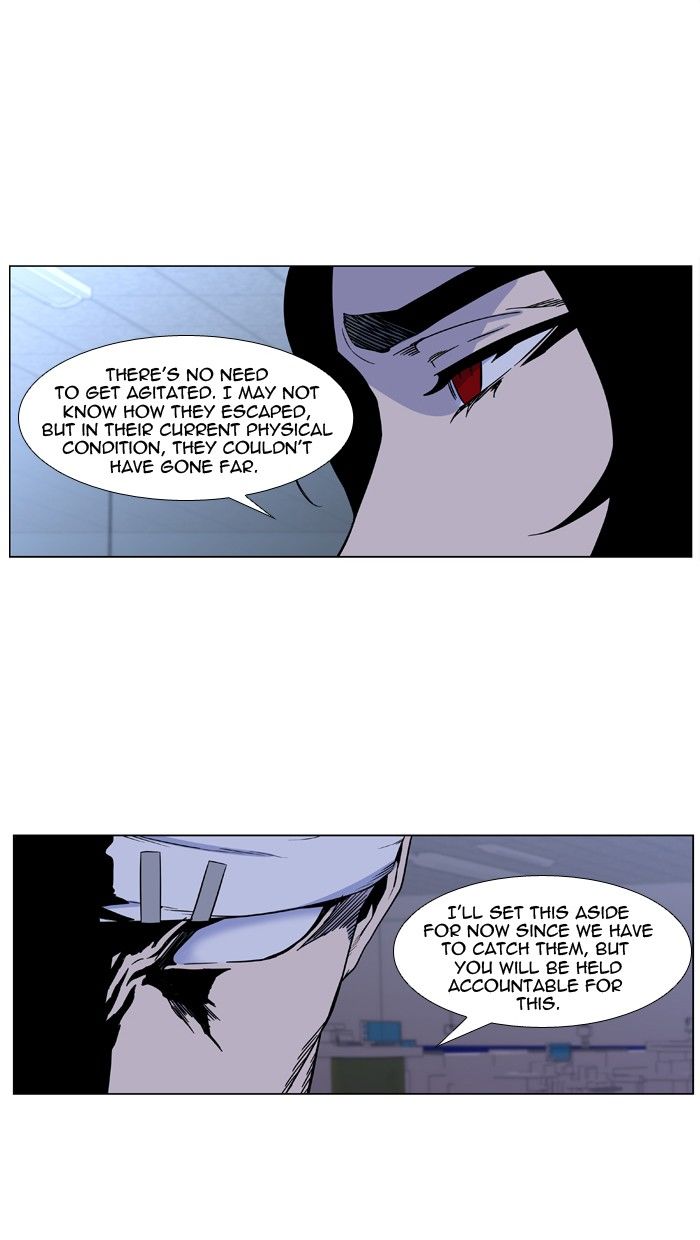 THERE'S NO NEED
TO GET AGITATED. I MAY NOT
KNOW HOW THEY ESCAPED,
BUT IN THEIR CURRENT PHYSICAL
CONDITION, THEY COULDN'T
HAVE GONE FAR.
I'LL SET THIS ASIDE
FOR NOW SINCE WE HAVE
TO CATCH THEM, BUT
YOU WILL BE HELD
ACCOUNTABLE FOR
THIS.